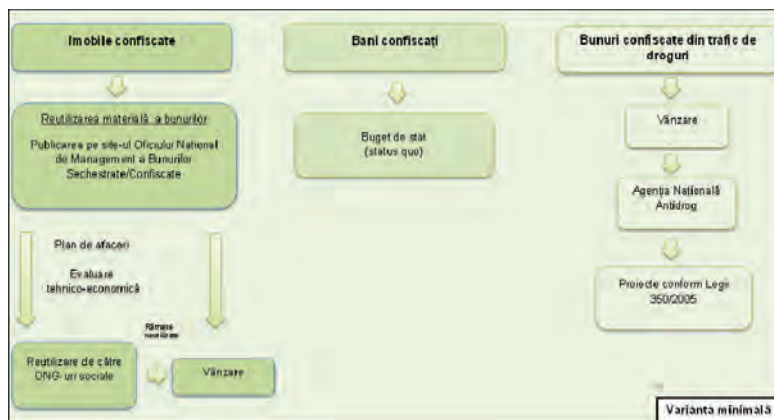 Imobile confiscate
Reutilizarea materială a bunurilor
Publicarea pe site-ul Oficiului Național
de Management a Bunurilor
Sechestrate/Confiscate
Plan de afaceri
Evaluare
tehnico-economică
Rămase
neutilizate
Reutilizare de către
ONG-uri sociale
Vânzare
Bani confiscați
Buget de stat
(status quo)
Bunuri confiscate din trafic de
droguri
Vânzare
Agenția Națională
Antidrog
Proiecte conform Legii
350/2005
Varianta minimală